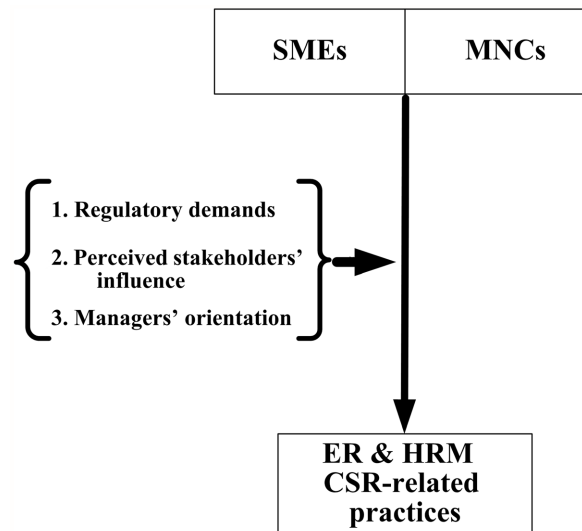 SMEs
MNCs
1. Regulatory demands
2. Perceived stakeholders’
influence
3. Managers’ orientation
ER & HRM
CSR-related
practices